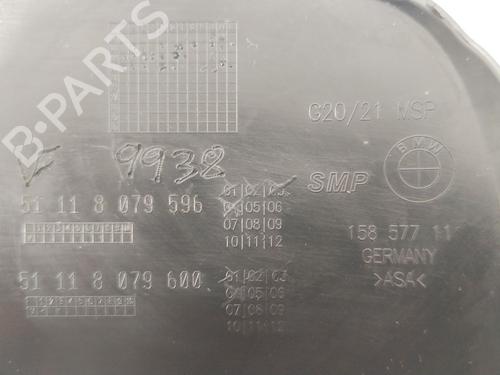 B-PARTS
G20/21 MSP
9938
BMW
SMP
51 11 8 079 596
01|02|03
04|05|06
07|08|09
10|11|12
158 577 11
GERMANY
>ASA<
51 11 8 079 600
01|02|03
04|05|06
07|08|09
10|11|12